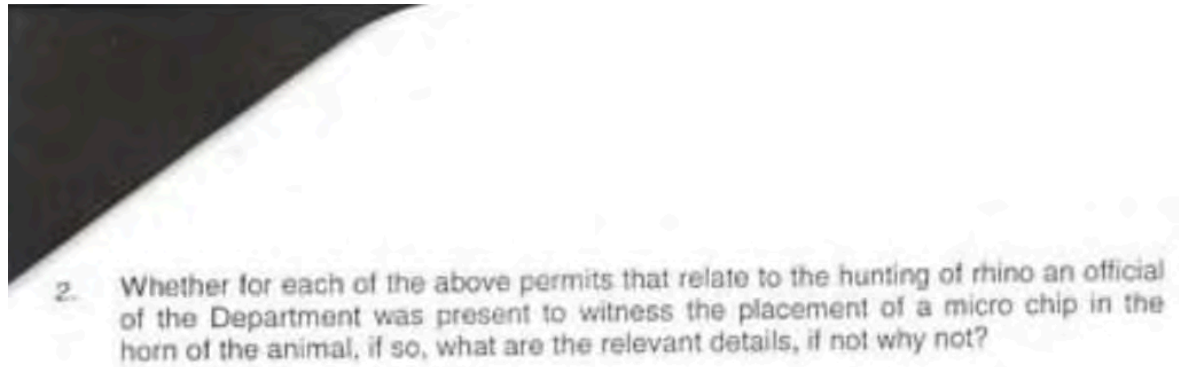 2. Whether for each of the above permits that relate to the hunting of rhino an official
of the Department was present to witness the placement of a micro chip in the
horn of the animal, if so, what are the relevant details, if not why not?